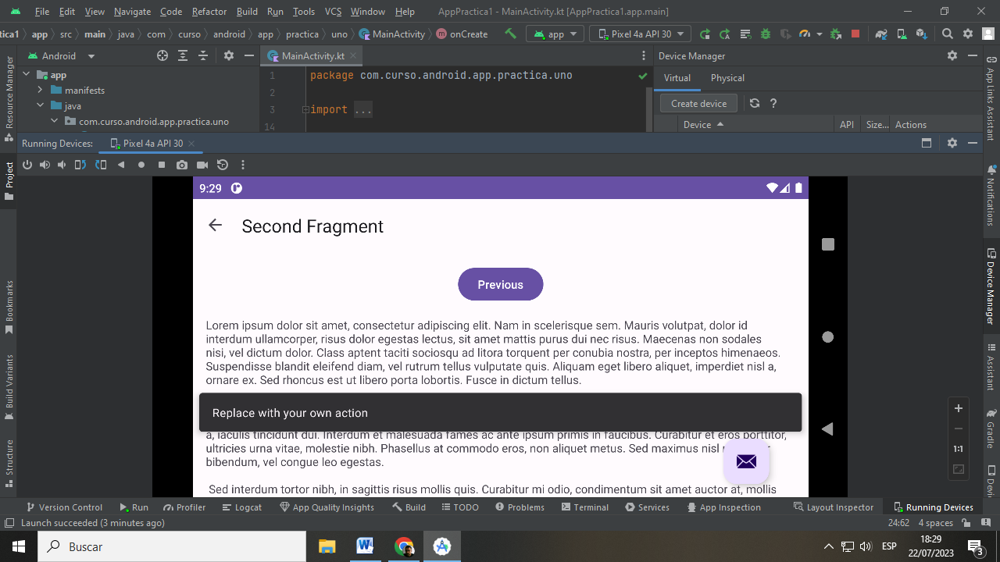 File Edit View Navigate Code Refactor Build Run Tools VCS Window Help AppPractica1 - MainActivity.kt [AppPractica1.app.main]
tica1 app src main java com curso android app practica uno MainActivity onCreate app Pixel 4a API 30
Android MainActivity.kt Device Manager
app
manifests
java
com.curso.android.app.practica.uno
1 package com.curso.android.app.practica.uno
2
3 import ...
14
Virtual Physical
Create device ?
Device API Size... Actions
Running Devices: Pixel 4a API 30
9:29
Second Fragment
Previous
Lorem ipsum dolor sit amet, consectetur adipiscing elit. Nam in scelerisque sem. Mauris volutpat, dolor id
interdum ullamcorper, risus dolor egestas lectus, sit amet mattis purus dui nec risus. Maecenas non sodales
nisi, vel dictum dolor. Class aptent taciti sociosqu ad litora torquent per conubia nostra, per inceptos himenaeos.
Suspendisse blandit eleifend diam, vel rutrum tellus vulputate quis. Aliquam eget libero aliquet, imperdiet nisl a,
ornare ex. Sed rhoncus est ut libero porta lobortis. Fusce in dictum tellus.
Replace with your own action
a, iaculis tincidunt dui. Interdum et malesuada fames ac ante ipsum primis in faucibus. Curabitur et eros porttitor,
ultricies urna vitae, molestie nibh. Phasellus at commodo eros, non aliquet metus. Sed maximus nisl
bibendum, vel congue leo egestas.
Sed interdum tortor nibh, in sagittis risus mollis quis. Curabitur mi odio, condimentum sit amet auctor at, mollis
Resource Manager
Project
Bookmarks
Build Variants
Structure
App Links Assistant
Notifications
Device Manager
Assistant
Gradle
Devi
1:1
Version Control Run Profiler Logcat App Quality Insights Build TODO Problems Terminal Services App Inspection Layout Inspector Running Devices
Launch succeeded (3 minutes ago) 24:62 4 spaces
Buscar
ESP
18:29
22/07/2023
3